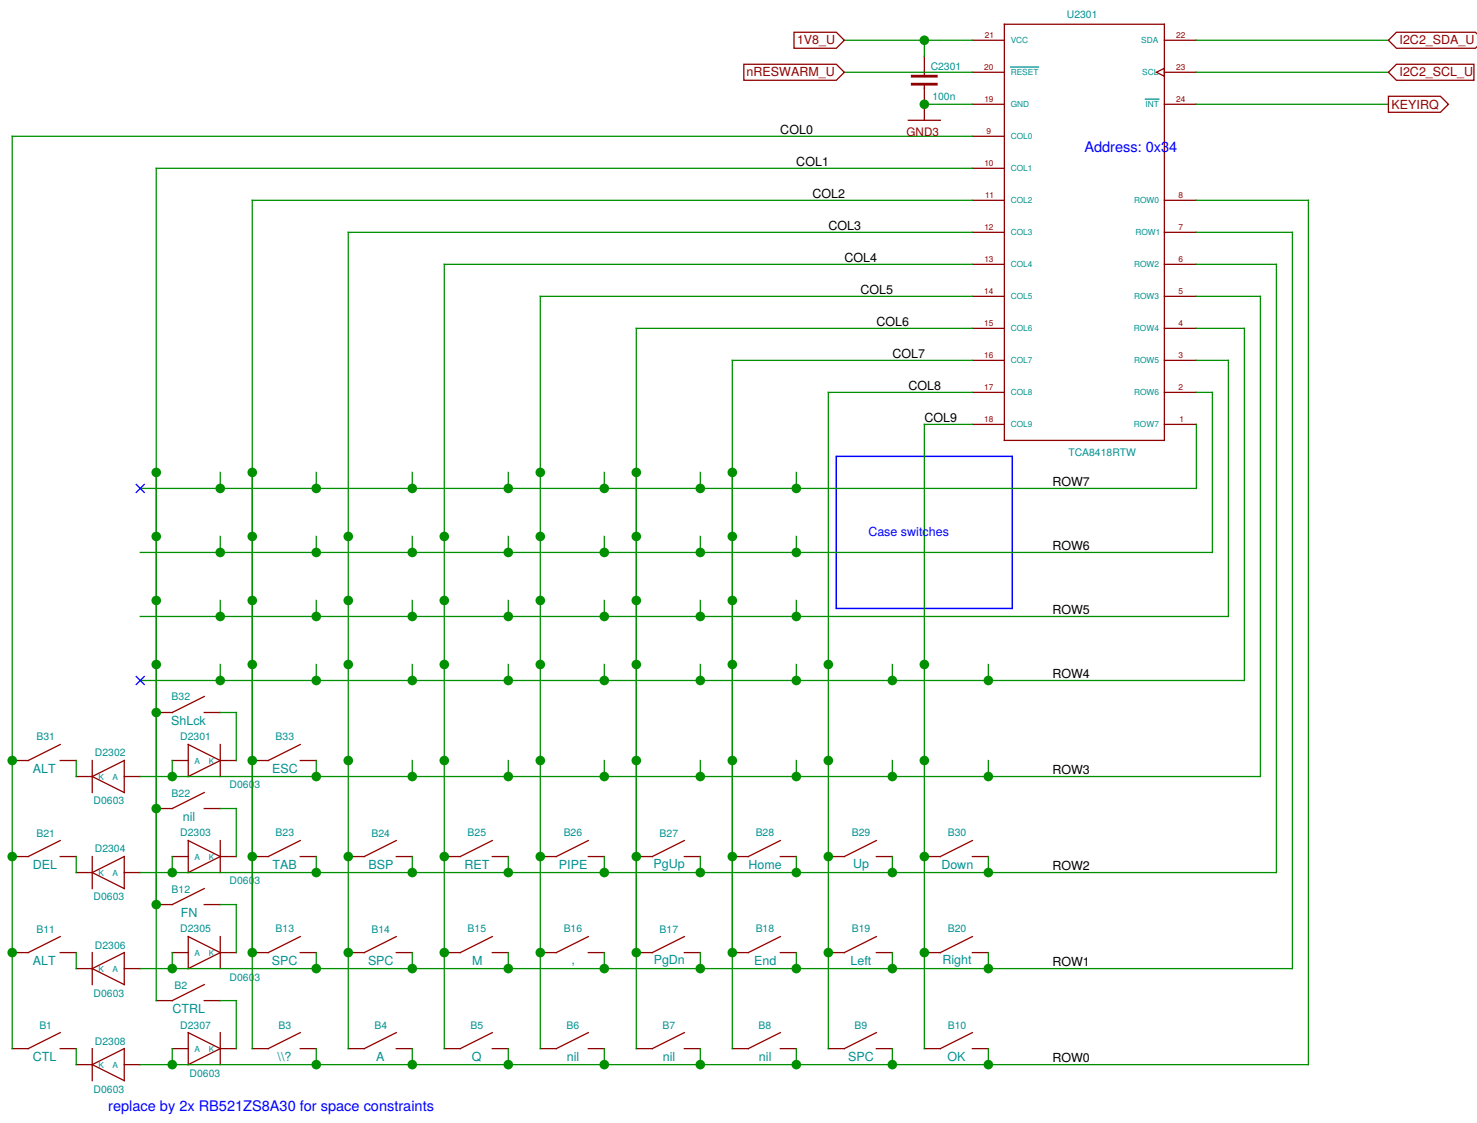 U2301
1V8_U
21
VCC
SDA
22
I2C2_SDA_U
nRESWARM_U
C2301
20
RESET
SCL
23
I2C2_SCL_U
100n
19
GND
INT
24
KEYIRQ
GND3
COL0
9
COL0
Address: 0x34
COL1
10
COL1
COL2
11
COL2
ROW0
8
COL3
12
COL3
ROW1
7
COL4
13
COL4
ROW2
6
COL5
14
COL5
ROW3
5
COL6
15
COL6
ROW4
4
COL7
16
COL7
ROW5
3
COL8
17
COL8
ROW6
2
COL9
18
COL9
ROW7
1
TCA8418RTW
ROW7
Case switches
ROW6
ROW5
ROW4
B32
ShLck
B31
ALT
D2302
K A
D0603
D2301
A K
D0603
B33
ESC
ROW3
B22
nil
B21
DEL
D2304
K A
D0603
D2303
A K
D0603
B23
TAB
B24
BSP
B25
RET
B26
PIPE
B27
PgUp
B28
Home
B29
Up
B30
Down
ROW2
B12
FN
B11
ALT
D2306
K A
D0603
D2305
A K
D0603
B13
SPC
B14
SPC
B15
M
B16
,
B17
PgDn
B18
End
B19
Left
B20
Right
ROW1
B2
CTRL
B1
CTL
D2308
K A
D0603
D2307
A K
D0603
B3
\\?
B4
A
B5
Q
B6
nil
B7
nil
B8
nil
B9
SPC
B10
OK
ROW0
replace by 2x RB521ZS8A30 for space constraints